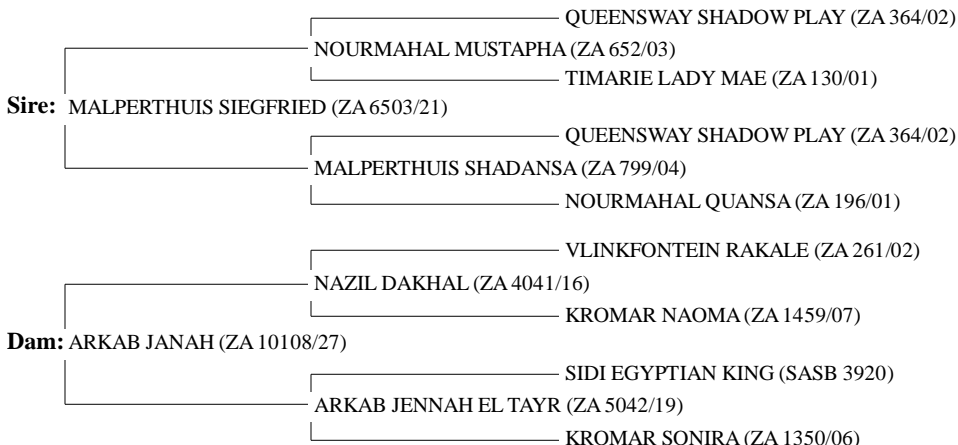 QUEENSWAY SHADOW PLAY (ZA 364/02)
NOURMAHAL MUSTAPHA (ZA 652/03)
TIMARIE LADY MAE (ZA 130/01)
Sire: MALPERTHUIS SIEGFRIED (ZA 6503/21)
QUEENSWAY SHADOW PLAY (ZA 364/02)
MALPERTHUIS SHADANSA (ZA 799/04)
NOURMAHAL QUANSA (ZA 196/01)
VLINKFONTEIN RAKALE (ZA 261/02)
NAZIL DAKHAL (ZA 4041/16)
KROMAR NAOMA (ZA 1459/07)
Dam: ARKAB JANAH (ZA 10108/27)
SIDI EGYPTIAN KING (SASB 3920)
ARKAB JENNAH EL TAYR (ZA 5042/19)
KROMAR SONIRA (ZA 1350/06)